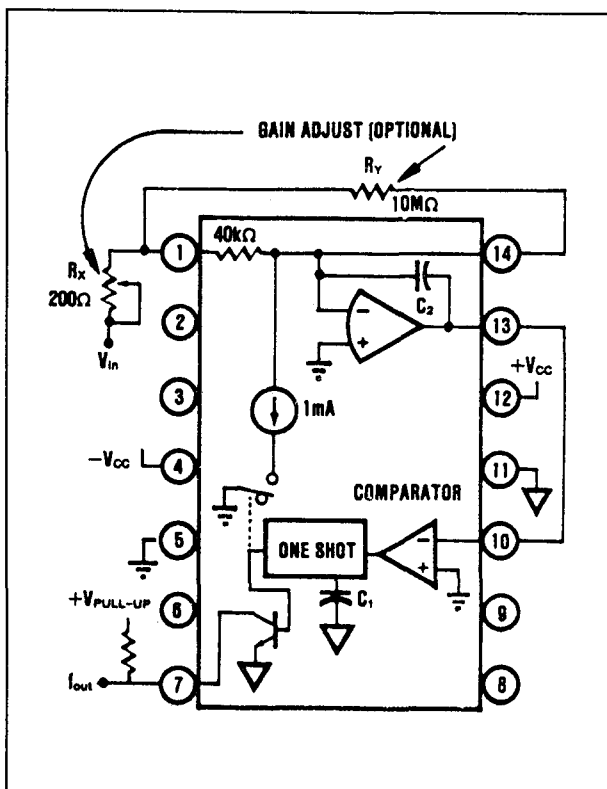 GAIN ADJUST (OPTIONAL)
RY
10MΩ
40kΩ
1
14
RX
200Ω
C2
−
+
2
13
Vin
+VCC
3
1mA
12
−VCC
4
11
COMPARATOR
5
ONE SHOT
−
+
10
+VPULL-UP
6
C1
9
fout
7
8